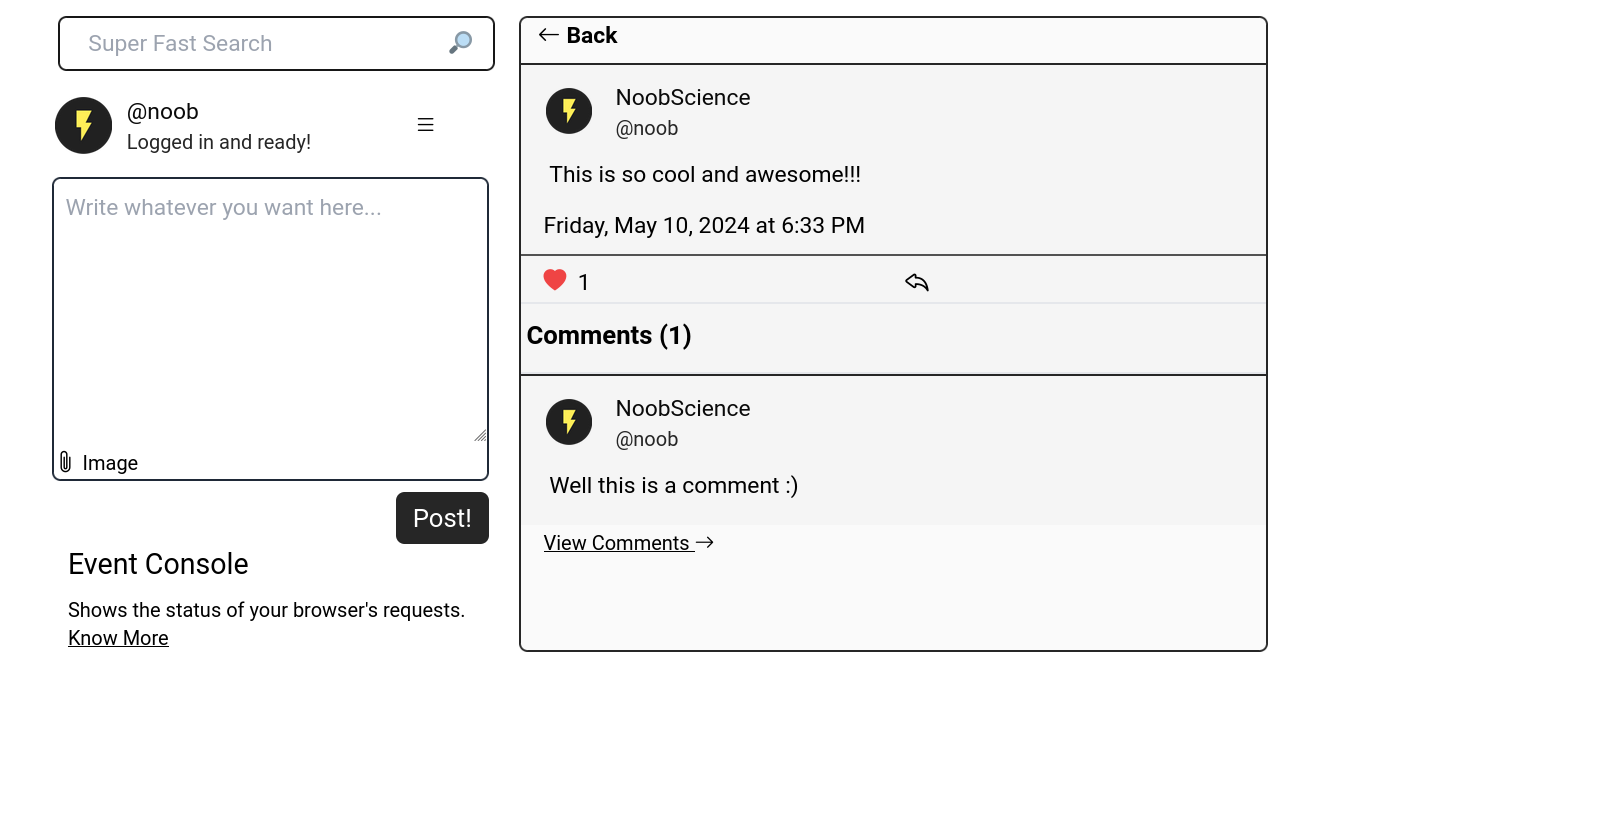 Super Fast Search
@noob
Logged in and ready!
Write whatever you want here...
Image
Post!
Event Console
Shows the status of your browser's requests.
Know More
Back
NoobScience
@noob
This is so cool and awesome!!!
Friday, May 10, 2024 at 6:33 PM
1
Comments (1)
NoobScience
@noob
Well this is a comment :)
View Comments